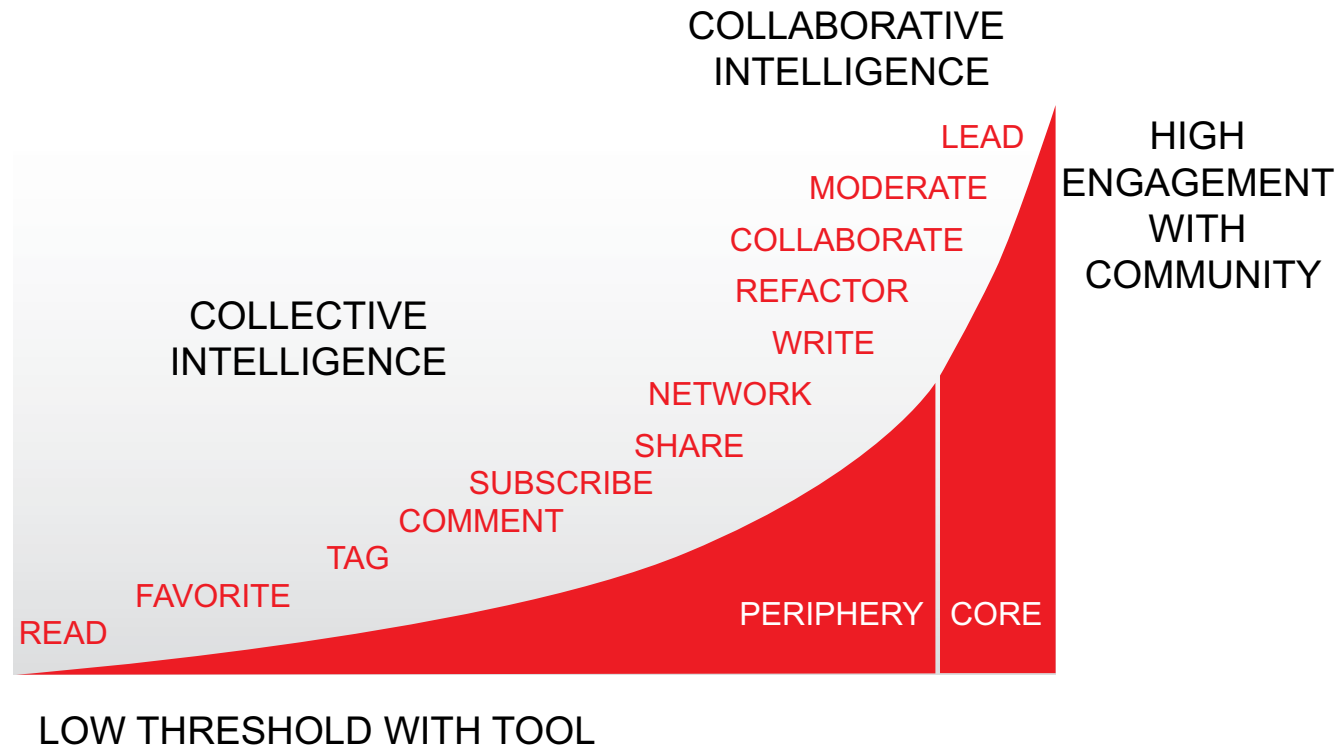 COLLABORATIVE
INTELLIGENCE
LEAD
HIGH
ENGAGEMENT
WITH
COMMUNITY
MODERATE
COLLABORATE
REFACTOR
COLLECTIVE
INTELLIGENCE
WRITE
NETWORK
SHARE
SUBSCRIBE
COMMENT
TAG
FAVORITE
READ
PERIPHERY
CORE
LOW THRESHOLD WITH TOOL